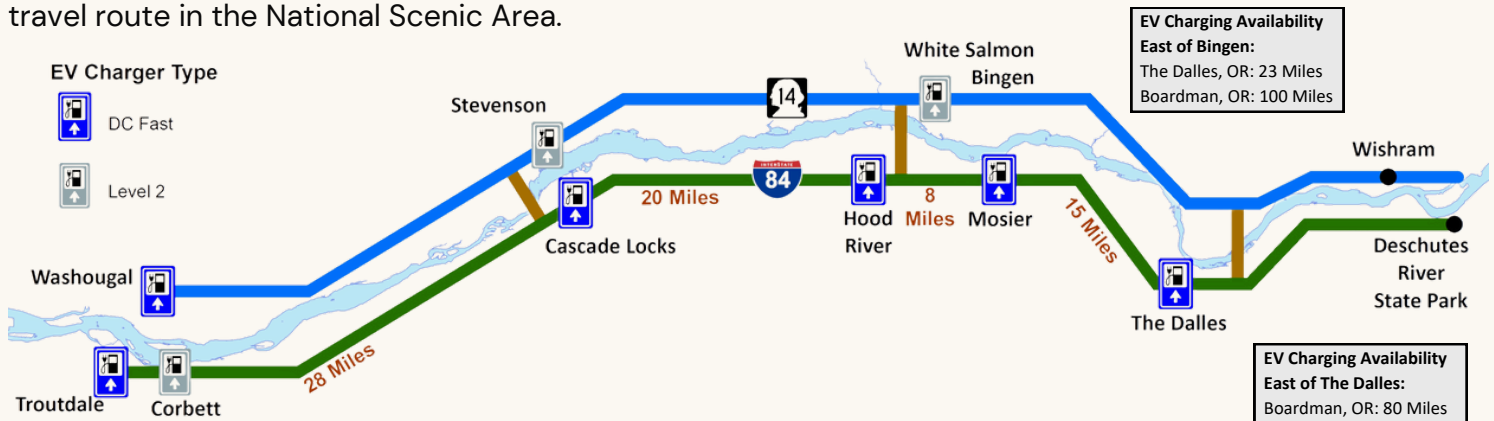 travel route in the National Scenic Area.
EV Charging Availability
East of Bingen:
The Dalles, OR: 23 Miles
Boardman, OR: 100 Miles
EV Charger Type
DC Fast
Level 2
White Salmon
Bingen
Stevenson
14
Wishram
INTERSTATE
84
20 Miles
8
Miles
15 Miles
Cascade Locks
Hood
River
Mosier
Deschutes
River
State Park
Washougal
The Dalles
28 Miles
Troutdale
Corbett
EV Charging Availability
East of The Dalles:
Boardman, OR: 80 Miles